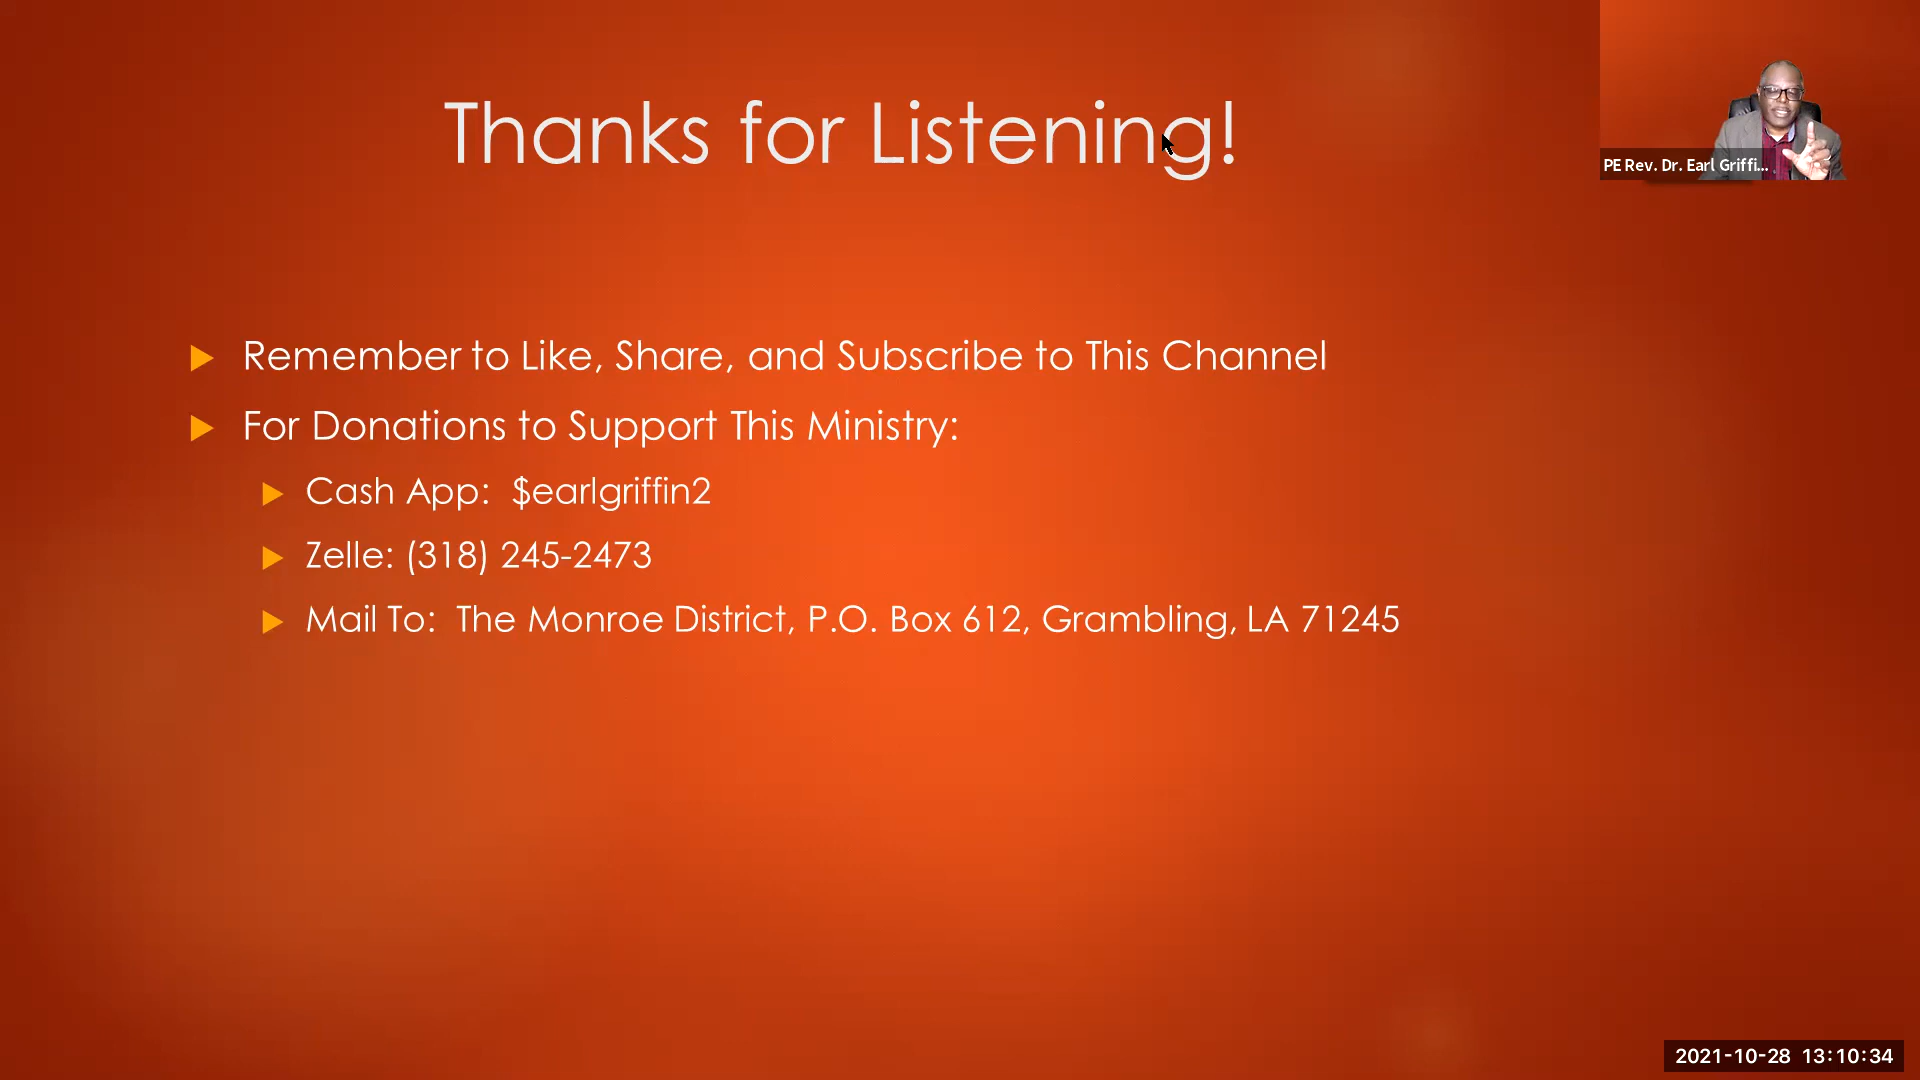 Thanks for Listening!
PE Rev. Dr. Earl Griffi...
Remember to Like, Share, and Subscribe to This Channel
For Donations to Support This Ministry:
Cash App:  $earlgriffin2
Zelle: (318) 245-2473
Mail To:  The Monroe District, P.O. Box 612, Grambling, LA 71245
2021-10-28 13:10:34